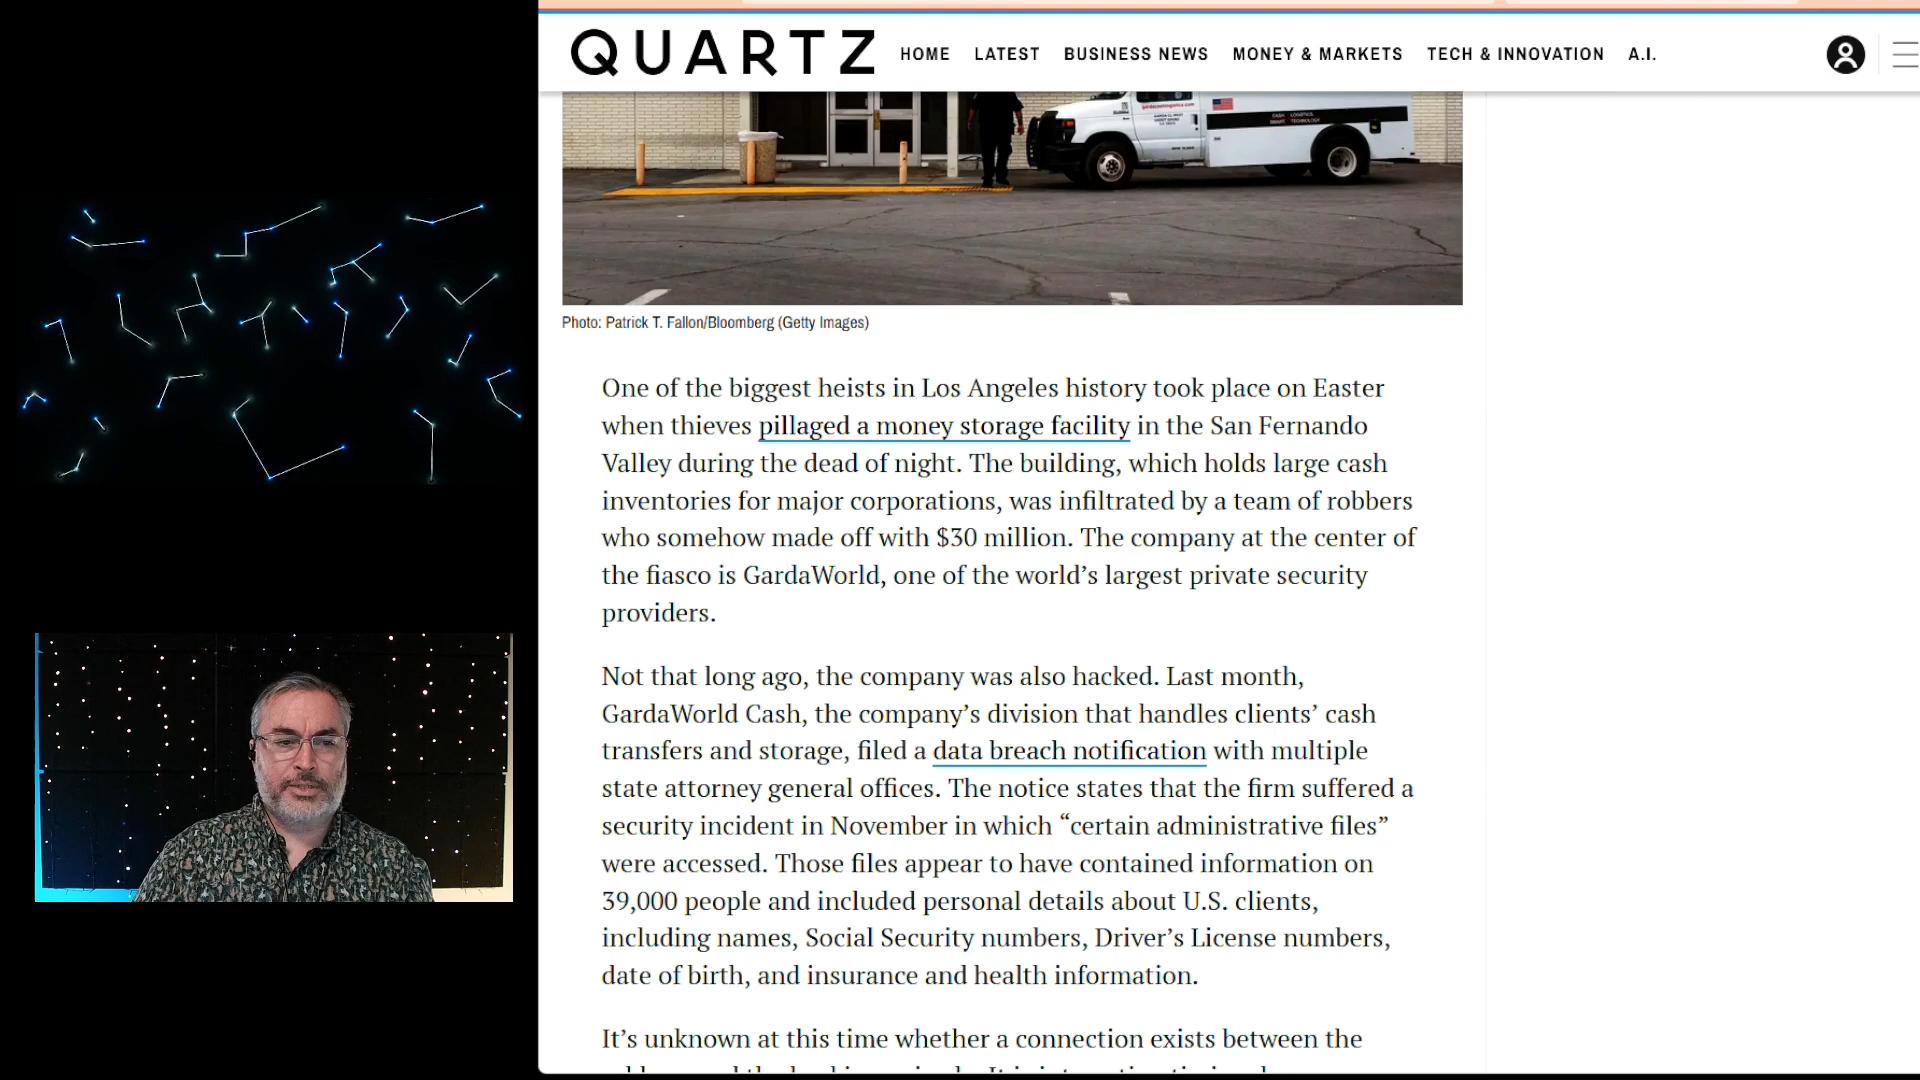 QUARTZ
HOME LATEST BUSINESS NEWS MONEY & MARKETS TECH & INNOVATION A.I.
CASH LOGISTICS
Photo: Patrick T. Fallon/Bloomberg (Getty Images)
One of the biggest heists in Los Angeles history took place on Easter
when thieves pillaged a money storage facility in the San Fernando
Valley during the dead of night. The building, which holds large cash
inventories for major corporations, was infiltrated by a team of robbers
who somehow made off with $30 million. The company at the center of
the fiasco is GardaWorld, one of the world’s largest private security
providers.
Not that long ago, the company was also hacked. Last month,
GardaWorld Cash, the company’s division that handles clients’ cash
transfers and storage, filed a data breach notification with multiple
state attorney general offices. The notice states that the firm suffered a
security incident in November in which “certain administrative files”
were accessed. Those files appear to have contained information on
39,000 people and included personal details about U.S. clients,
including names, Social Security numbers, Driver’s License numbers,
date of birth, and insurance and health information.
It’s unknown at this time whether a connection exists between the